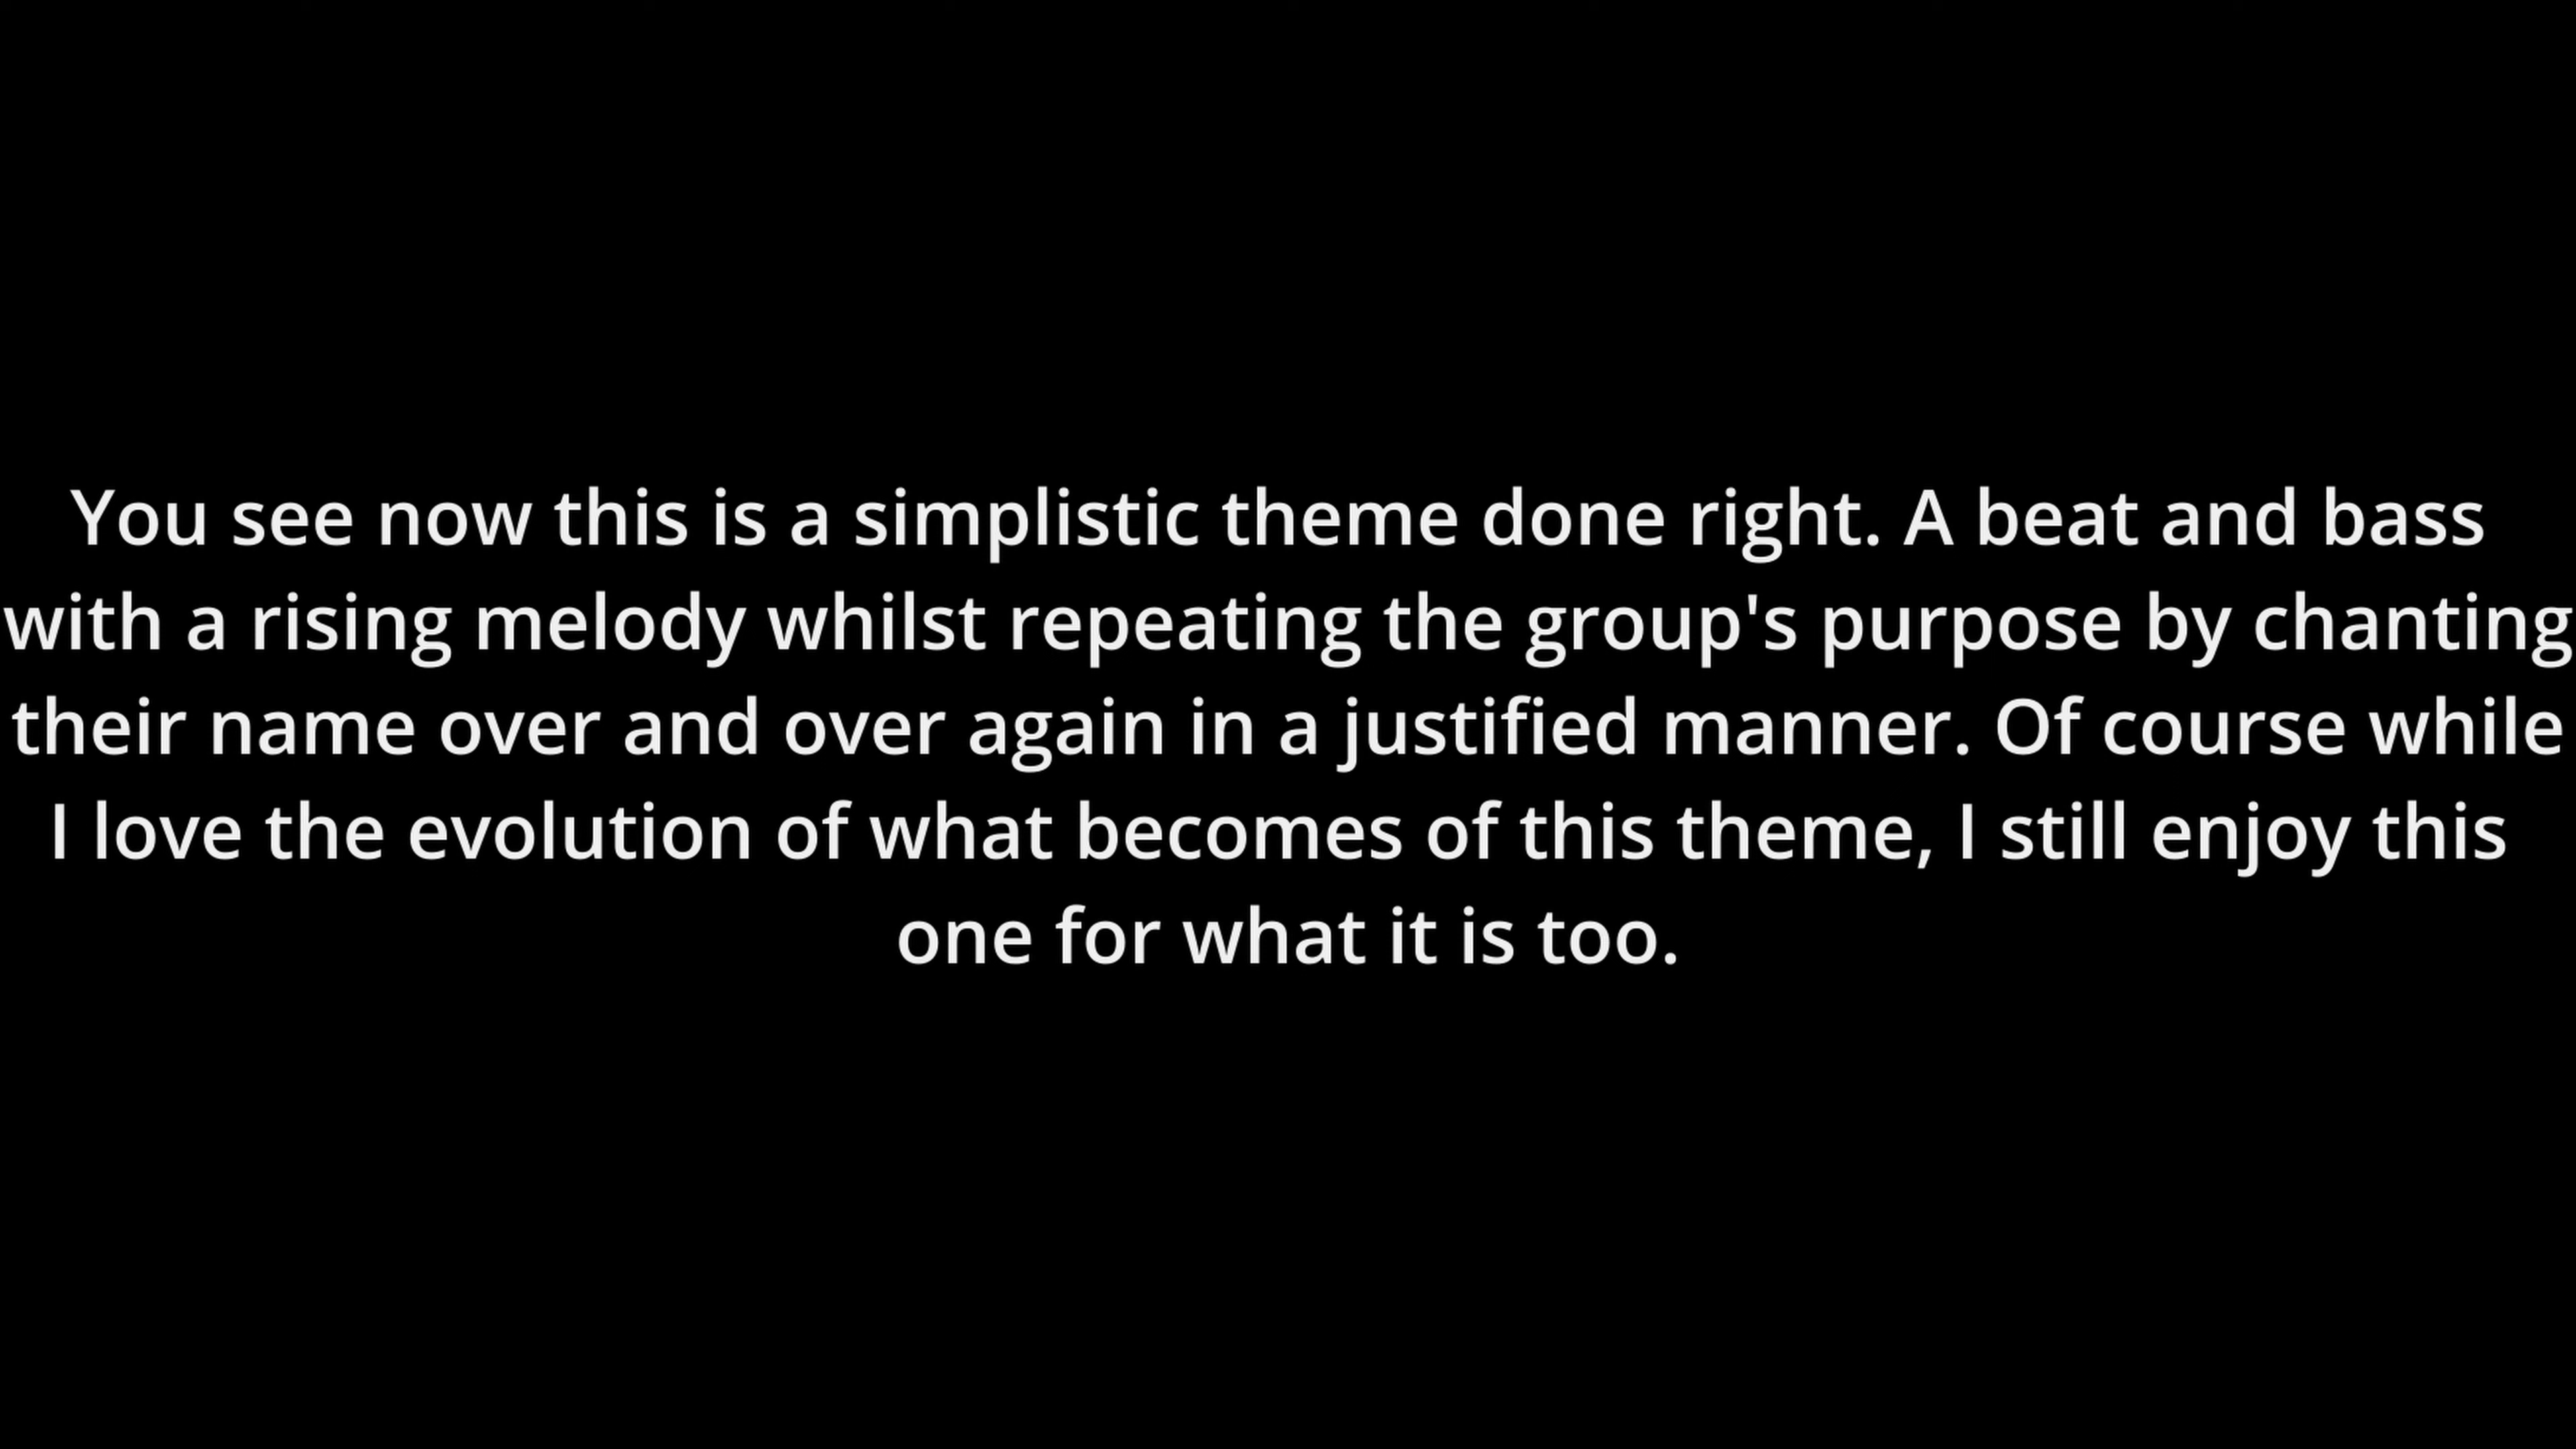 You see now this is a simplistic theme done right. A beat and bass
with a rising melody whilst repeating the group's purpose by chanting
their name over and over again in a justified manner. Of course while
I love the evolution of what becomes of this theme, I still enjoy this
one for what it is too.